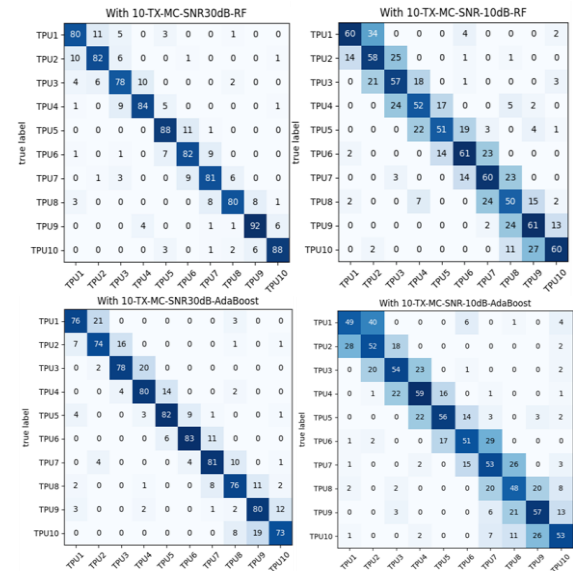 With 10-TX-MC-SNR30dB-RF
TPU1 80 11 5 0 3 0 0 0 0 0
TPU2 10 82 6 0 0 1 0 0 0 1
TPU3 4 6 78 10 0 0 0 2 0 0
TPU4 1 0 9 84 5 0 0 0 0 1
TPU5 0 0 0 0 88 11 1 0 0 0
TPU6 1 0 1 0 7 82 9 0 0 0
TPU7 0 1 3 0 0 9 81 6 0 0
TPU8 3 0 0 0 0 0 8 80 8 1
TPU9 0 0 0 4 0 0 1 1 92 6
TPU10 0 0 0 0 3 0 1 2 6 88
true label
TPU1 TPU2 TPU3 TPU4 TPU5 TPU6 TPU7 TPU8 TPU9 TPU10
With 10-TX-MC-SNR-10dB-RF
TPU1 60 34 0 0 0 4 0 0 0 2
TPU2 14 58 25 0 0 1 0 1 0 1
TPU3 0 21 57 18 0 1 0 0 0 3
TPU4 0 0 24 52 17 0 0 5 2 0
TPU5 0 0 0 22 51 19 3 0 4 1
TPU6 2 0 0 0 14 61 23 0 0 0
TPU7 0 0 3 0 0 14 60 23 0 0
TPU8 2 0 0 7 0 0 24 50 15 2
TPU9 0 0 0 0 0 0 2 24 61 13
TPU10 0 2 0 0 0 0 0 11 27 60
true label
TPU1 TPU2 TPU3 TPU4 TPU5 TPU6 TPU7 TPU8 TPU9 TPU10
With 10-TX-MC-SNR30dB-AdaBoost
TPU1 76 21 0 0 0 0 0 3 0 0
TPU2 7 74 16 0 0 0 0 1 0 1
TPU3 0 2 78 20 0 0 0 0 0 0
TPU4 0 0 4 80 14 0 0 2 0 0
TPU5 4 0 0 3 82 9 1 0 0 1
TPU6 0 0 0 0 6 83 11 0 0 0
TPU7 0 4 0 0 0 4 81 10 0 1
TPU8 2 0 0 1 0 0 8 76 11 2
TPU9 3 0 0 2 0 0 1 2 80 12
TPU10 0 0 0 0 0 0 0 8 19 73
true label
TPU1 TPU2 TPU3 TPU4 TPU5 TPU6 TPU7 TPU8 TPU9 TPU10
With 10-TX-MC-SNR-10dB-AdaBoost
TPU1 49 40 0 0 0 6 0 1 0 4
TPU2 28 52 18 0 0 0 0 0 0 2
TPU3 0 20 54 23 0 1 0 0 0 2
TPU4 0 1 22 59 16 0 0 1 0 1
TPU5 0 0 0 22 56 14 3 0 3 2
TPU6 1 2 0 0 17 51 29 0 0 0
TPU7 1 0 0 2 0 15 53 26 0 3
TPU8 2 0 0 2 0 0 20 48 20 8
TPU9 0 0 3 0 0 0 6 21 57 13
TPU10 1 0 0 2 0 0 7 11 26 53
true label
TPU1 TPU2 TPU3 TPU4 TPU5 TPU6 TPU7 TPU8 TPU9 TPU10